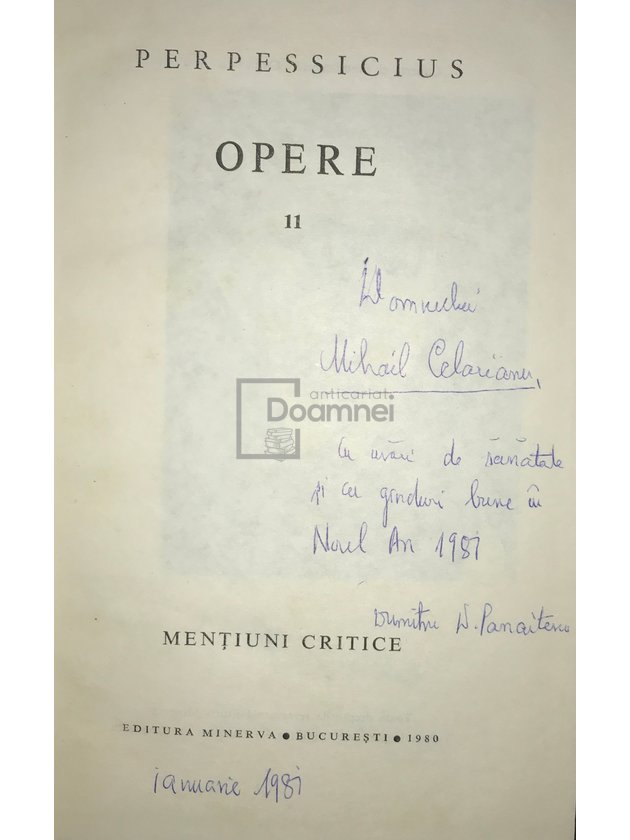 PERPESSICIUS
OPERE
11
Domnului
Mihail Celarianu,
anticariat
Doamnei
cu urări de sănătate
și cu gînduri bune în
Noul An 1981
Dumitru D. Panaitescu
MENȚIUNI CRITICE
EDITURA MINERVA • BUCUREȘTI • 1980
ianuarie 1981